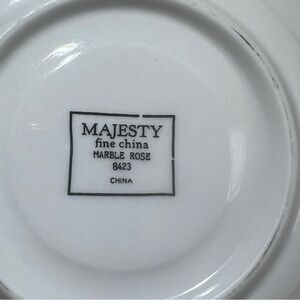 MAJESTY
fine china
MARBLE ROSE
8423
CHINA